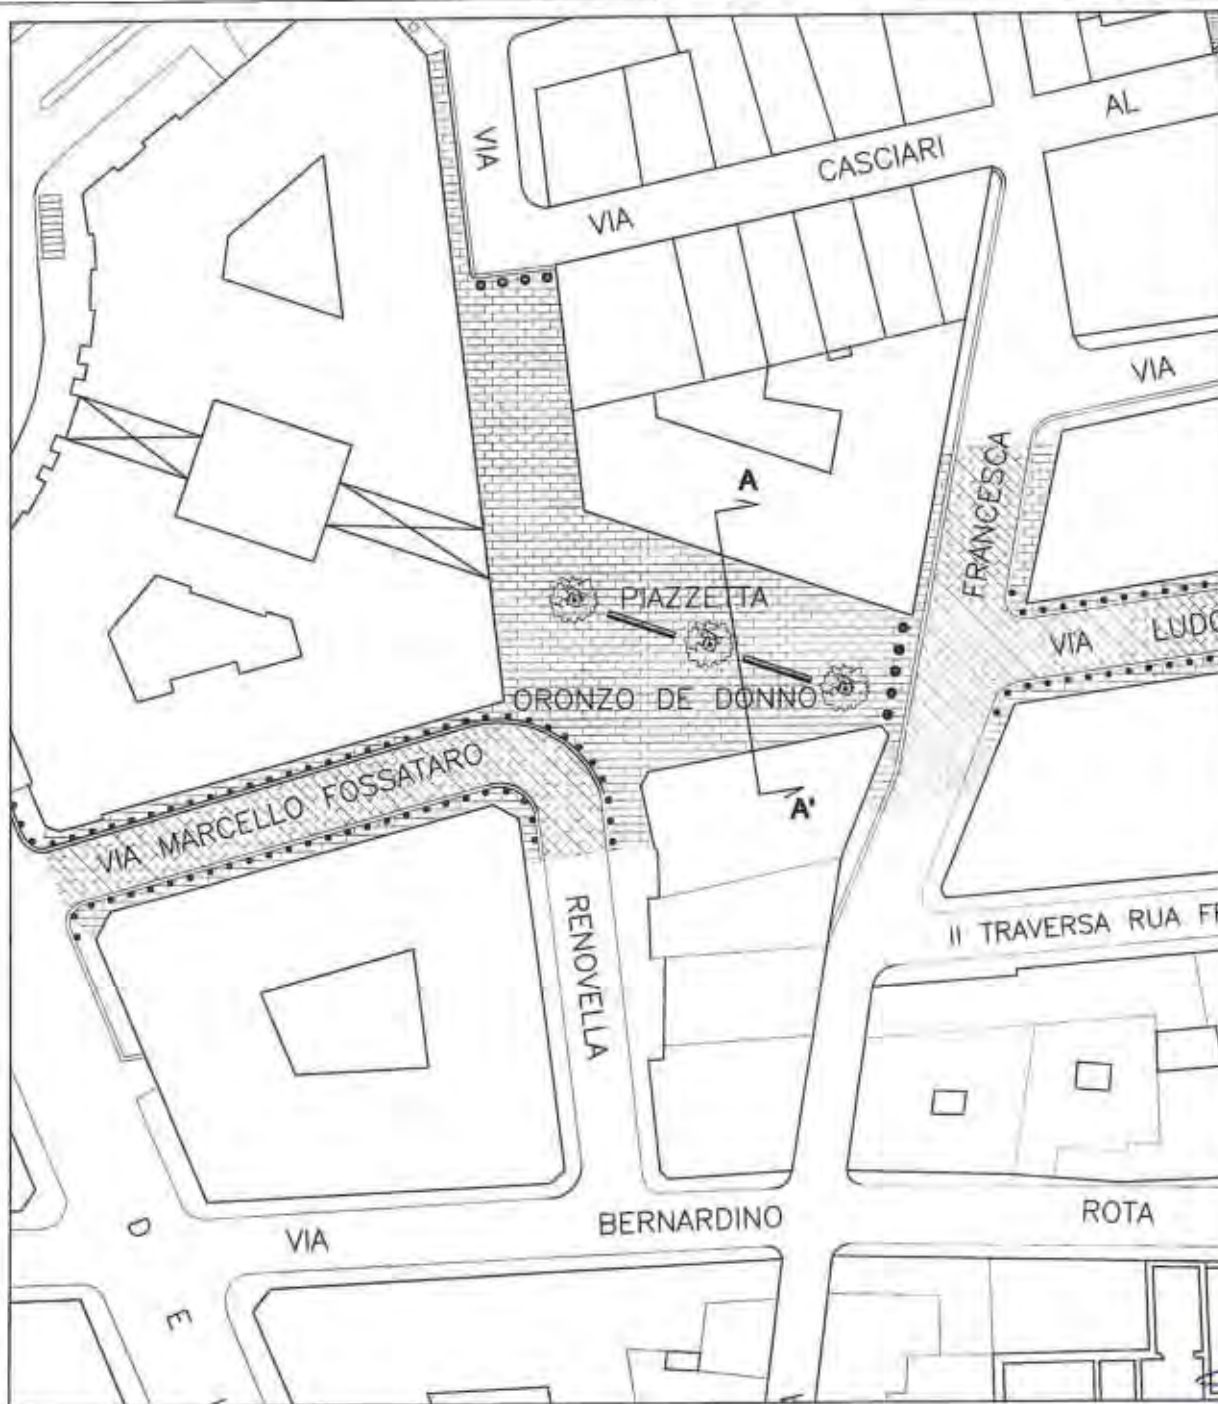 AL
VIA
CASCIARI
VIA
VIA
FRANCESCA
A
PIAZZETTA
VIA LUDO
ORONZO DE DONNO
VIA MARCELLO FOSSATARO
A'
RENOVELLA
II TRAVERSA RUA
VIA BERNARDINO ROTA
D
E